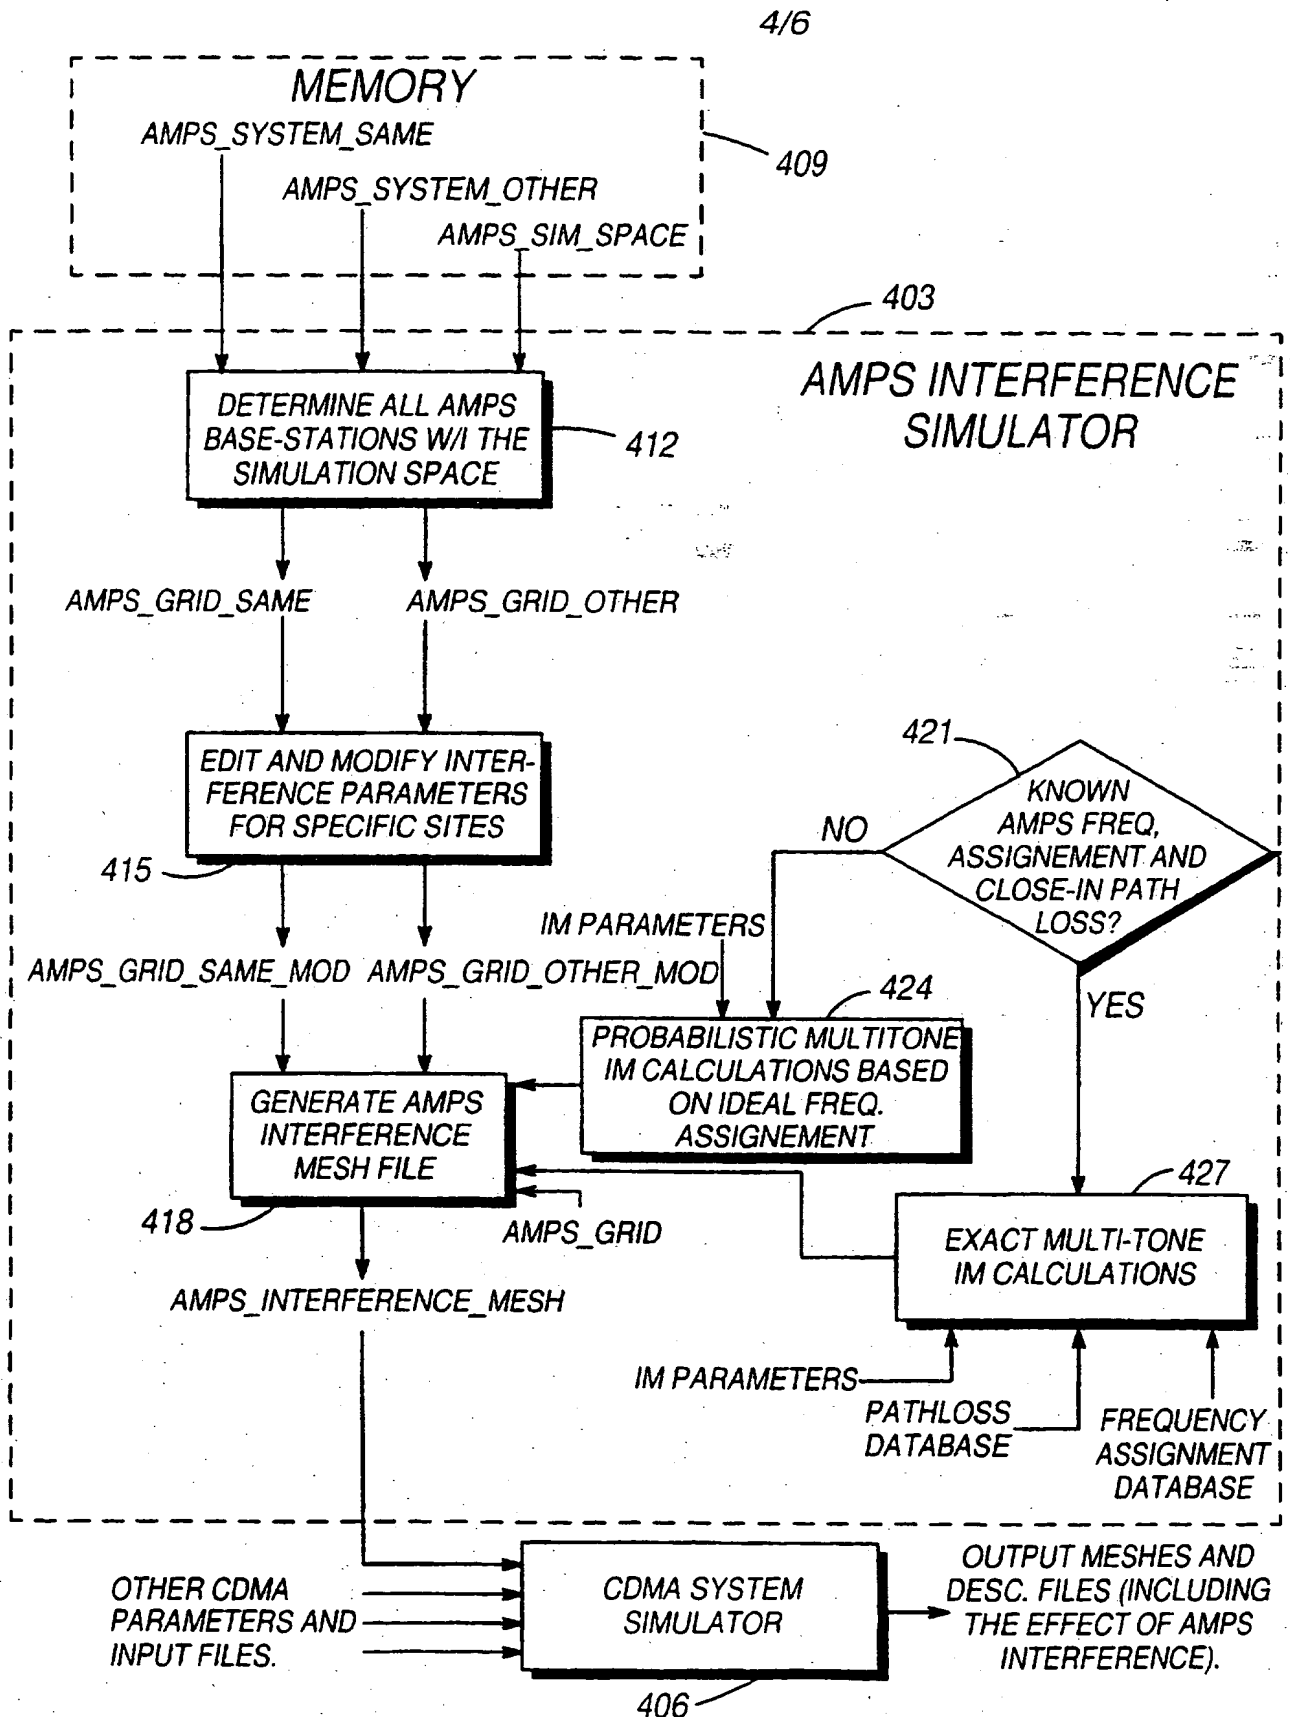 4/6
MEMORY
AMPS_SYSTEM_SAME
409
AMPS_SYSTEM_OTHER
AMPS_SIM_SPACE
403
AMPS INTERFERENCE
SIMULATOR
DETERMINE ALL AMPS
BASE-STATIONS W/I THE
SIMULATION SPACE
412
AMPS_GRID_SAME
AMPS_GRID_OTHER
EDIT AND MODIFY INTER-
FERENCE PARAMETERS
FOR SPECIFIC SITES
415
421
KNOWN
AMPS FREQ,
ASSIGNEMENT AND
CLOSE-IN PATH
LOSS?
NO
YES
IM PARAMETERS
AMPS_GRID_SAME_MOD
AMPS_GRID_OTHER_MOD
424
PROBABILISTIC MULTITONE
IM CALCULATIONS BASED
ON IDEAL FREQ.
ASSIGNEMENT
GENERATE AMPS
INTERFERENCE
MESH FILE
418
AMPS_GRID
427
EXACT MULTI-TONE
IM CALCULATIONS
AMPS_INTERFERENCE_MESH
IM PARAMETERS
PATHLOSS
DATABASE
FREQUENCY
ASSIGNMENT
DATABASE
OTHER CDMA
PARAMETERS AND
INPUT FILES.
CDMA SYSTEM
SIMULATOR
406
OUTPUT MESHES AND
DESC. FILES (INCLUDING
THE EFFECT OF AMPS
INTERFERENCE).